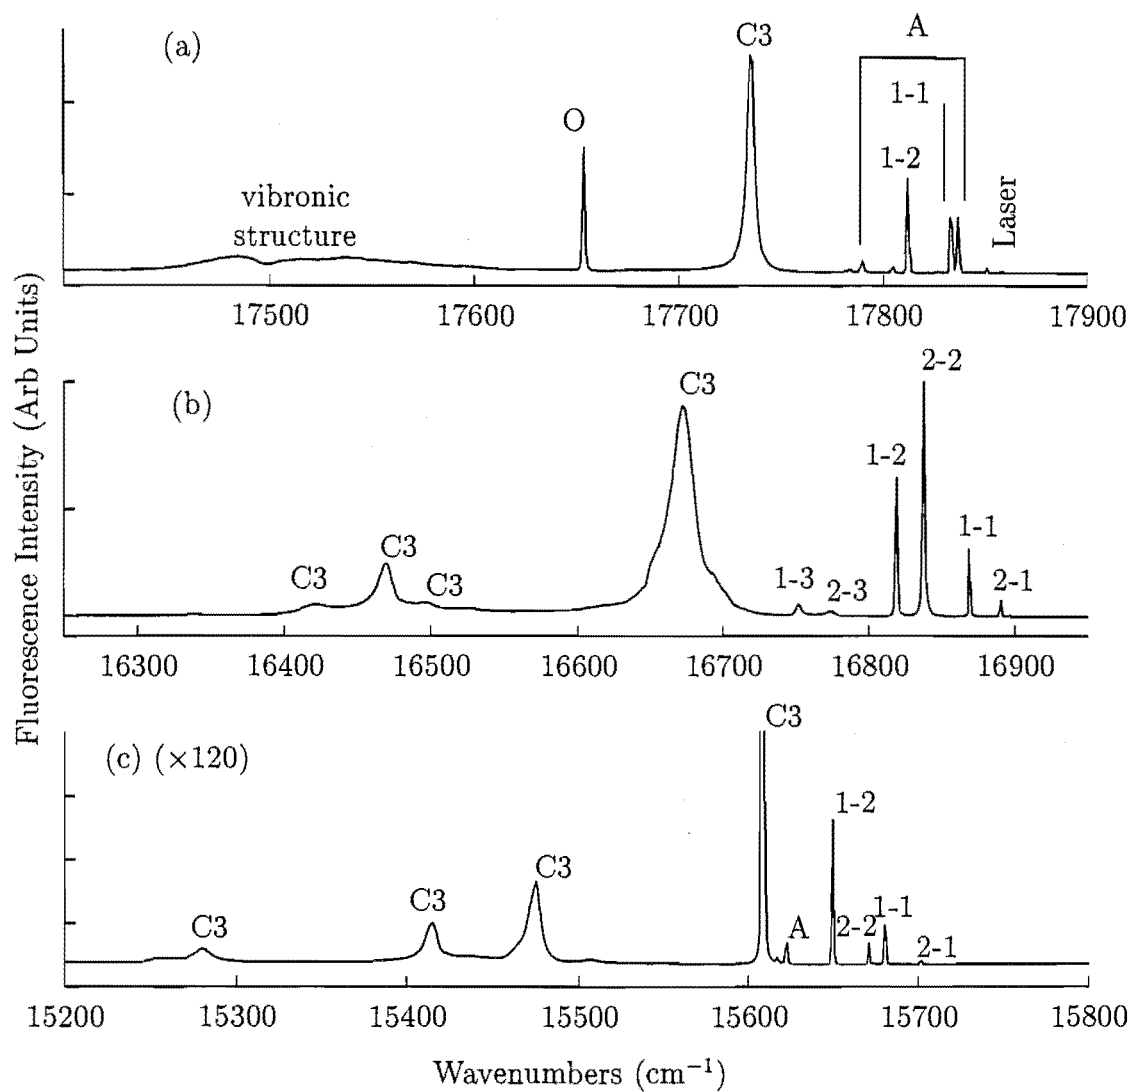 (a)
C3
A
1-1
O
1-2
vibronic
structure
Laser
17500 17600 17700 17800 17900
Fluorescence Intensity (Arb Units)
(b)
C3
2-2
1-2
C3
C3
C3
1-3
2-3
1-1
2-1
16300 16400 16500 16600 16700 16800 16900
(c) (×120)
C3
1-2
C3
C3
C3
A
2-2
1-1
2-1
15200 15300 15400 15500 15600 15700 15800
Wavenumbers (cm⁻¹)